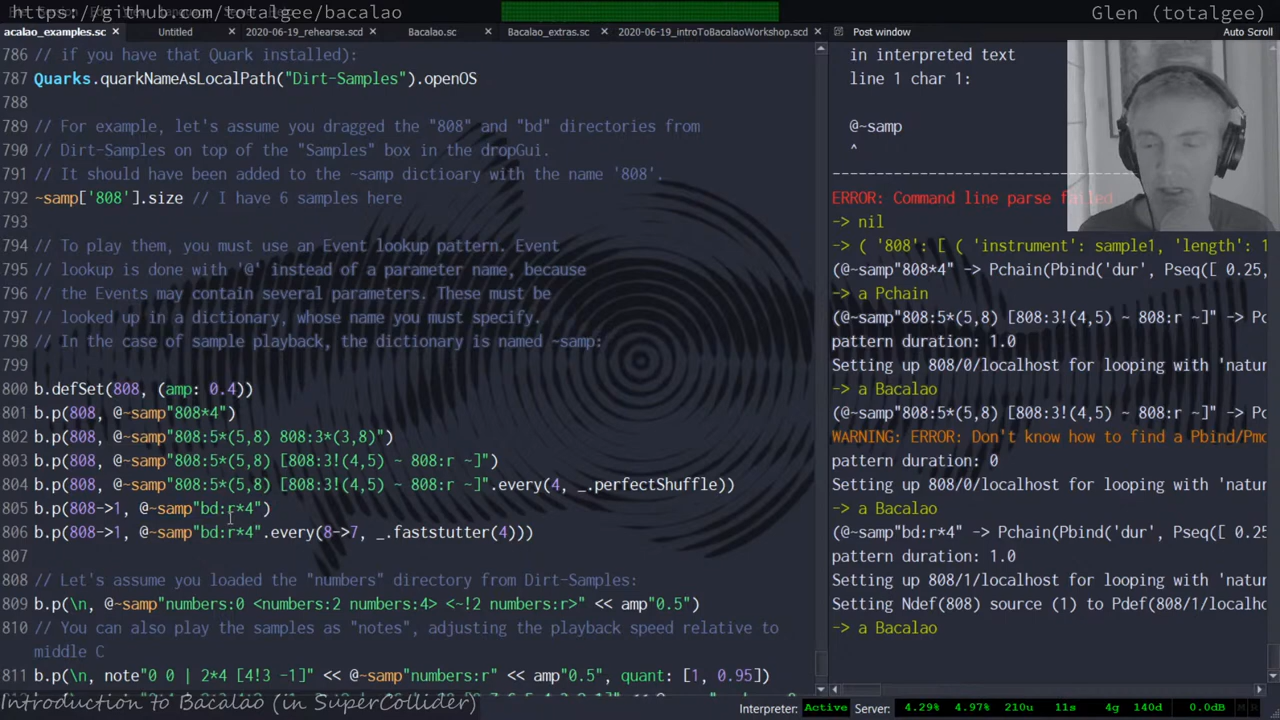 https://github.com/totalgee/bacalao
Glen (totalgee)
acalao_examples.sc ×
Untitled ×
2020-06-19_rehearse.scd ×
Bacalao.sc ×
Bacalao_extras.sc ×
2020-06-19_introToBacalaoWorkshop.scd ×
Post window
Auto Scroll
786 // if you have that Quark installed):
787 Quarks.quarkNameAsLocalPath("Dirt-Samples").openOS
788
789 // For example, let's assume you dragged the "808" and "bd" directories from
790 // Dirt-Samples on top of the "Samples" box in the dropGui.
791 // It should have been added to the ~samp dictioary with the name '808'.
792 ~samp['808'].size // I have 6 samples here
793
794 // To play them, you must use an Event lookup pattern. Event
795 // lookup is done with '@' instead of a parameter name, because
796 // the Events may contain several parameters. These must be
797 // looked up in a dictionary, whose name you must specify.
798 // In the case of sample playback, the dictionary is named ~samp:
799
800 b.defSet(808, (amp: 0.4))
801 b.p(808, @~samp"808*4")
802 b.p(808, @~samp"808:5*(5,8) 808:3*(3,8)")
803 b.p(808, @~samp"808:5*(5,8) [808:3!(4,5) ~ 808:r ~]")
804 b.p(808, @~samp"808:5*(5,8) [808:3!(4,5) ~ 808:r ~]".every(4, _.perfectShuffle))
805 b.p(808->1, @~samp"bd:r*4")
806 b.p(808->1, @~samp"bd:r*4".every(8->7, _.faststutter(4)))
807
808 // Let's assume you loaded the "numbers" directory from Dirt-Samples:
809 b.p(\n, @~samp"numbers:0 <numbers:2 numbers:4> <~!2 numbers:r>" << amp"0.5")
810 // You can also play the samples as "notes", adjusting the playback speed relative to
middle C
811 b.p(\n, note"0 0 | 2*4 [4!3 -1]" << @~samp"numbers:r" << amp"0.5", quant: [1, 0.95])
in interpreted text
line 1 char 1:
@~samp
^
-----------------------------------
ERROR: Command line parse failed
-> nil
-> ( '808': [ ( 'instrument': sample1, 'length': 1
(@~samp"808*4" -> Pchain(Pbind('dur', Pseq([ 0.25,
-> a Pchain
(@~samp"808:5*(5,8) [808:3!(4,5) ~ 808:r ~]" -> Pc
pattern duration: 1.0
Setting up 808/0/localhost for looping with 'natur
-> a Bacalao
(@~samp"808:5*(5,8) [808:3!(4,5) ~ 808:r ~]" -> Pc
WARNING: ERROR: Don't know how to find a Pbind/Pmo
pattern duration: 0
Setting up 808/0/localhost for looping with 'natur
-> a Bacalao
(@~samp"bd:r*4" -> Pchain(Pbind('dur', Pseq([ 0.25
pattern duration: 1.0
Setting up 808/1/localhost for looping with 'natur
Setting Ndef(808) source (1) to Pdef(808/1/localho
-> a Bacalao
Introduction to Bacalao (in SuperCollider)
Interpreter: Active Server: 4.29% 4.97% 210u 11s 4g 140d 0.0dB M R